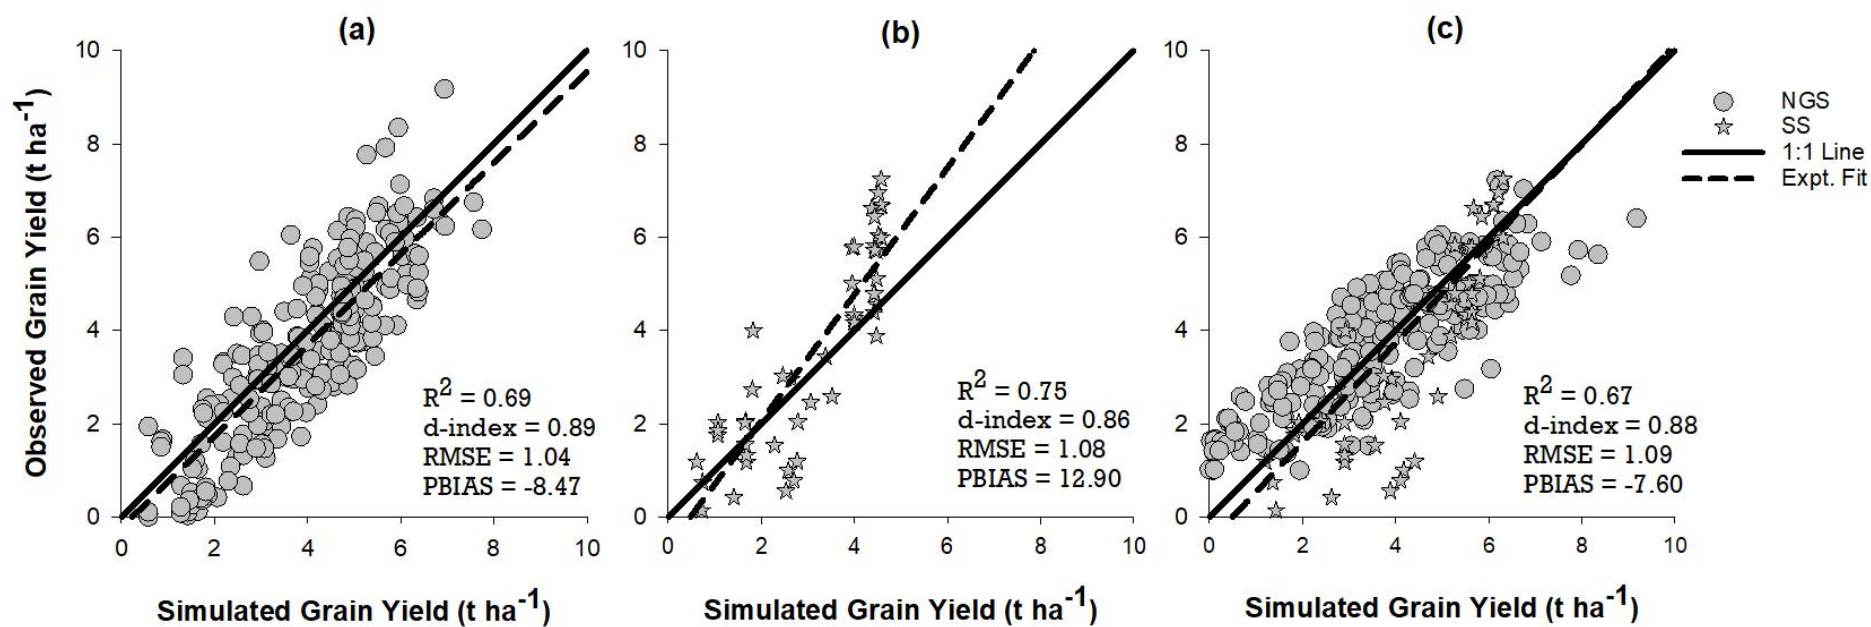 (a)
(b)
(c)
Observed Grain Yield (t ha-1)
10
8
6
4
2
0
0 2 4 6 8 10
R2 = 0.69
d-index = 0.89
RMSE = 1.04
PBIAS = -8.47
Simulated Grain Yield (t ha-1)
10
8
6
4
2
0
0 2 4 6 8 10
R2 = 0.75
d-index = 0.86
RMSE = 1.08
PBIAS = 12.90
Simulated Grain Yield (t ha-1)
10
8
6
4
2
0
0 2 4 6 8 10
R2 = 0.67
d-index = 0.88
RMSE = 1.09
PBIAS = -7.60
Simulated Grain Yield (t ha-1)
NGS
SS
1:1 Line
Expt. Fit